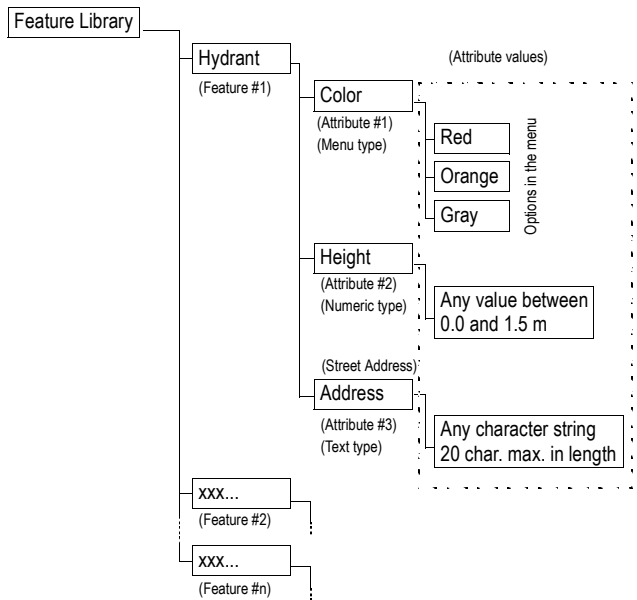 Feature Library
Hydrant
(Feature #1)
(Attribute values)
Color
(Attribute #1)
(Menu type)
Red
Orange
Gray
Options in the menu
Height
(Attribute #2)
(Numeric type)
Any value between
0.0 and 1.5 m
(Street Address)
Address
(Attribute #3)
(Text type)
Any character string
20 char. max. in length
xxx...
(Feature #2)
xxx...
(Feature #n)